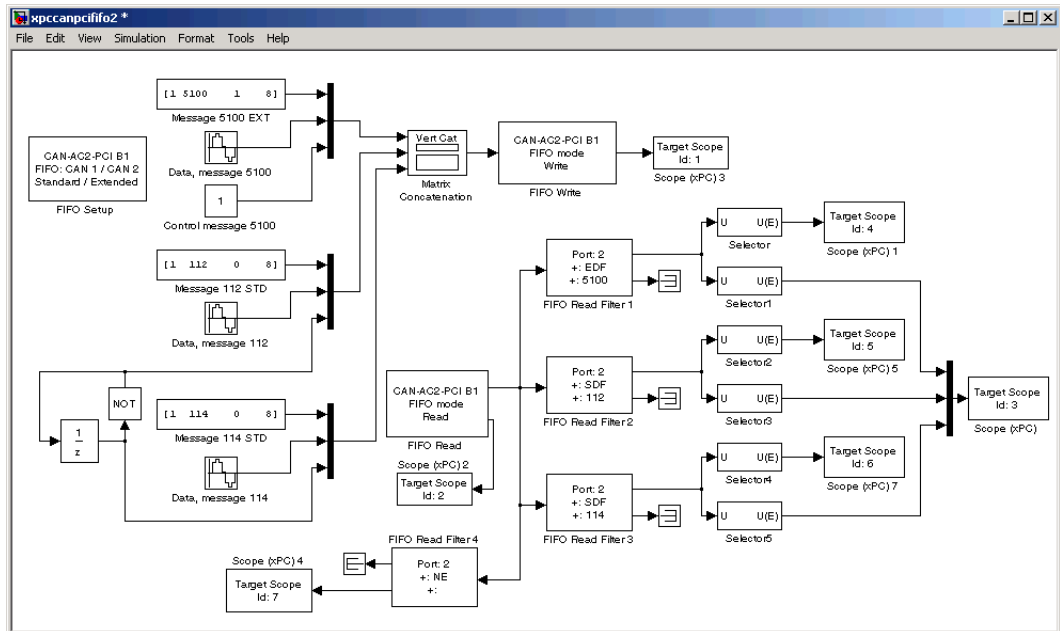 xpccanpcififo2 *
File Edit View Simulation Format Tools Help
[1 5100 1 8]
Message 5100 EXT
Data, message 5100
1
Control message 5100
CAN-AC2-PCI B1
FIFO: CAN 1 / CAN 2
Standard / Extended
FIFO Setup
Vert Cat
Matrix
Concatenation
CAN-AC2-PCI B1
FIFO mode
Write
FIFO Write
Target Scope
Id: 1
Scope (xPC) 3
[1 112 0 8]
Message 112 STD
Data, message 112
NOT
1
z
[1 114 0 8]
Message 114 STD
Data, message 114
CAN-AC2-PCI B1
FIFO mode
Read
FIFO Read
Scope (xPC) 2
Target Scope
Id: 2
Port: 2
+: EDF
+: 5100
FIFO Read Filter 1
U U(E)
Selector
Target Scope
Id: 4
Scope (xPC) 1
U U(E)
Selector1
Port: 2
+: SDF
+: 112
FIFO Read Filter 2
U U(E)
Selector2
Target Scope
Id: 5
Scope (xPC) 5
U U(E)
Selector3
Target Scope
Id: 3
Scope (xPC)
Port: 2
+: SDF
+: 114
FIFO Read Filter 3
U U(E)
Selector4
Target Scope
Id: 6
Scope (xPC) 7
U U(E)
Selector5
FIFO Read Filter 4
Port: 2
+: NE
+:
Scope (xPC) 4
Target Scope
Id: 7